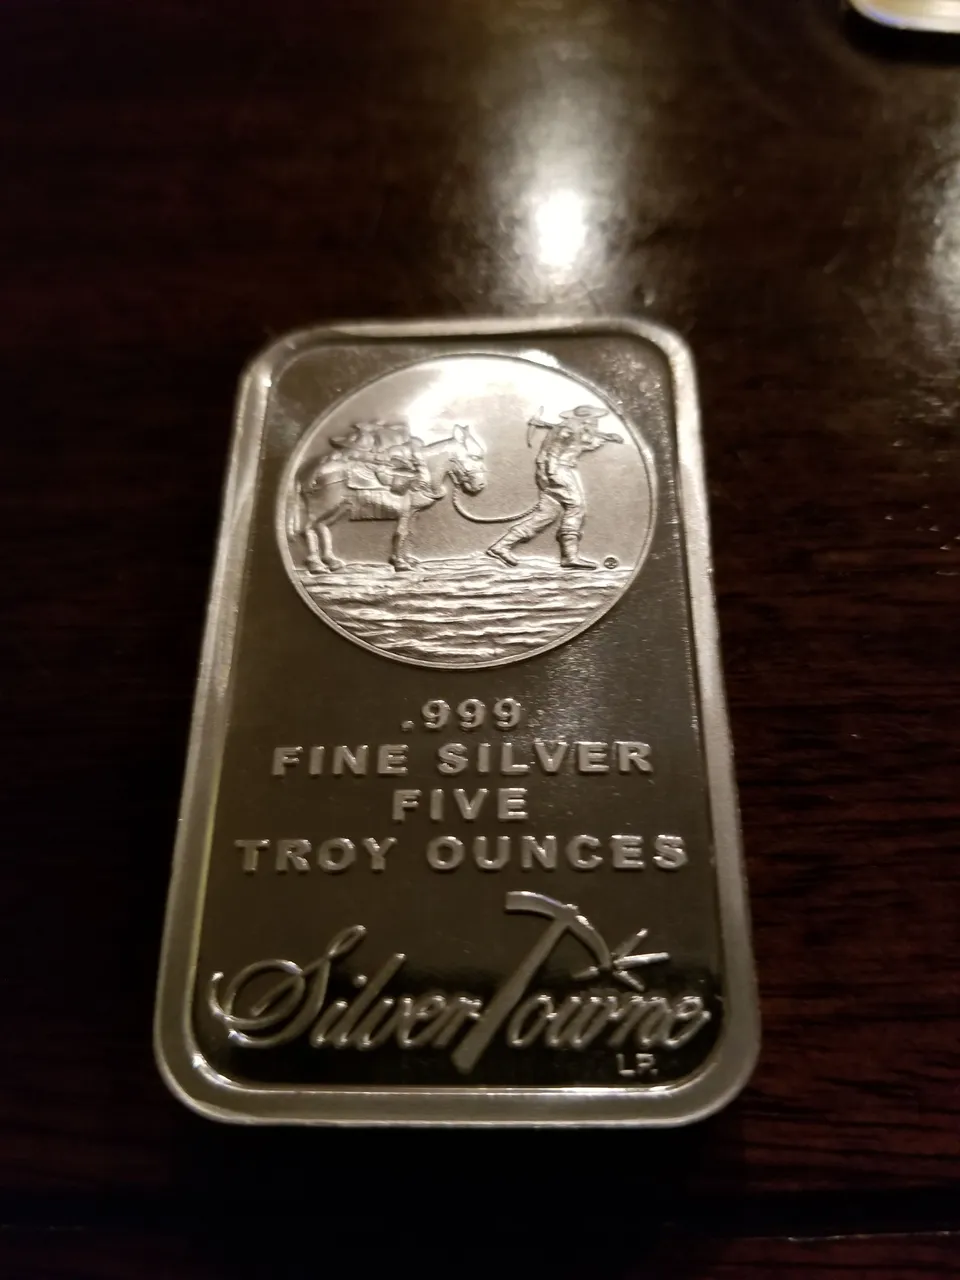 .999
FINE SILVER
FIVE
TROY OUNCES
SilverTowne
L.P.